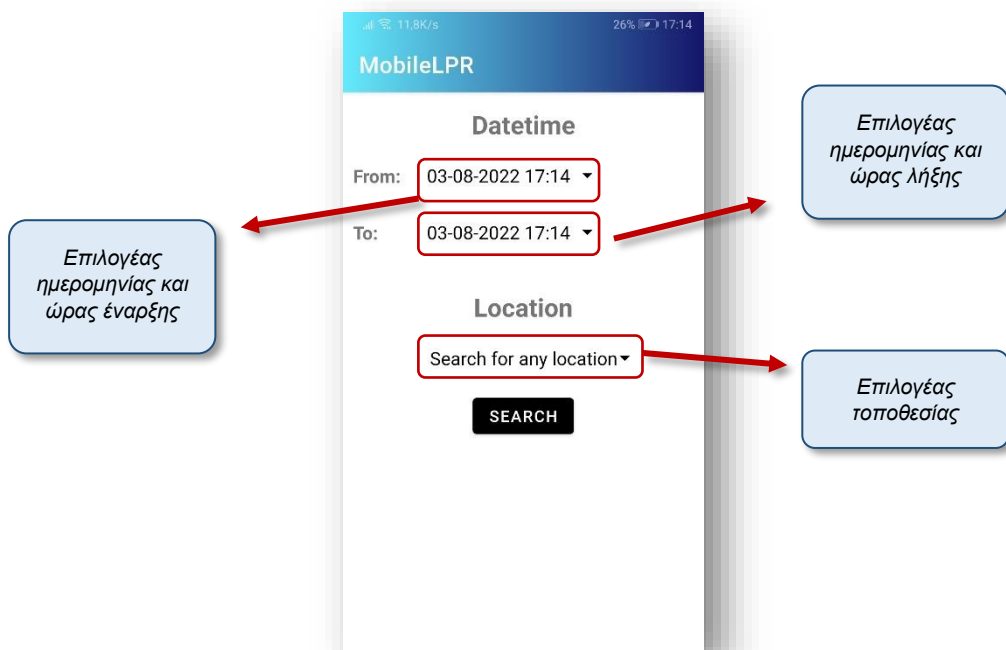 11,8K/s
26% 17:14
MobileLPR
Datetime
From: 03-08-2022 17:14
To: 03-08-2022 17:14
Location
Search for any location
SEARCH
Επιλογέας
ημερομηνίας και
ώρας έναρξης
Επιλογέας
ημερομηνίας και
ώρας λήξης
Επιλογέας
τοποθεσίας